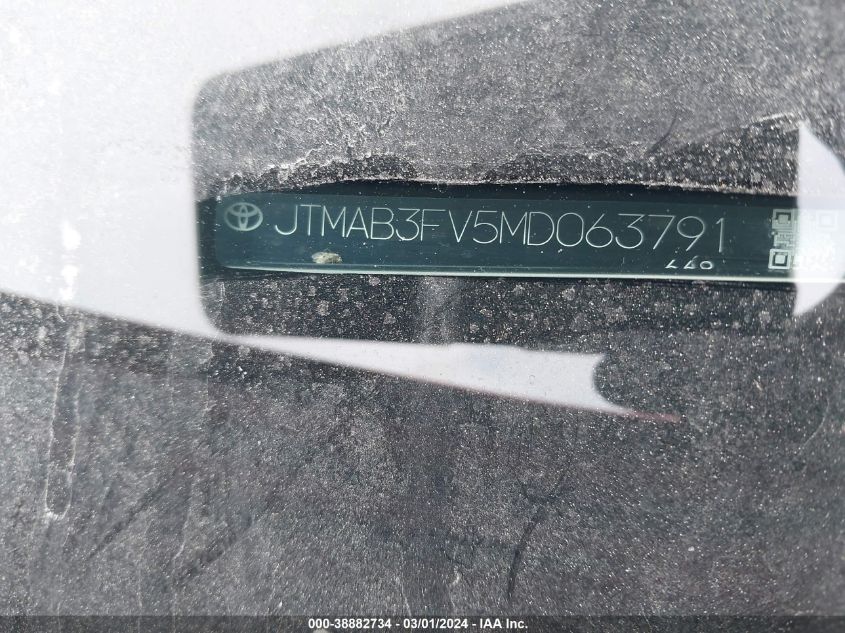 JTMAB3FV5MD063791
000-38882734 - 03/01/2024 - IAA Inc.